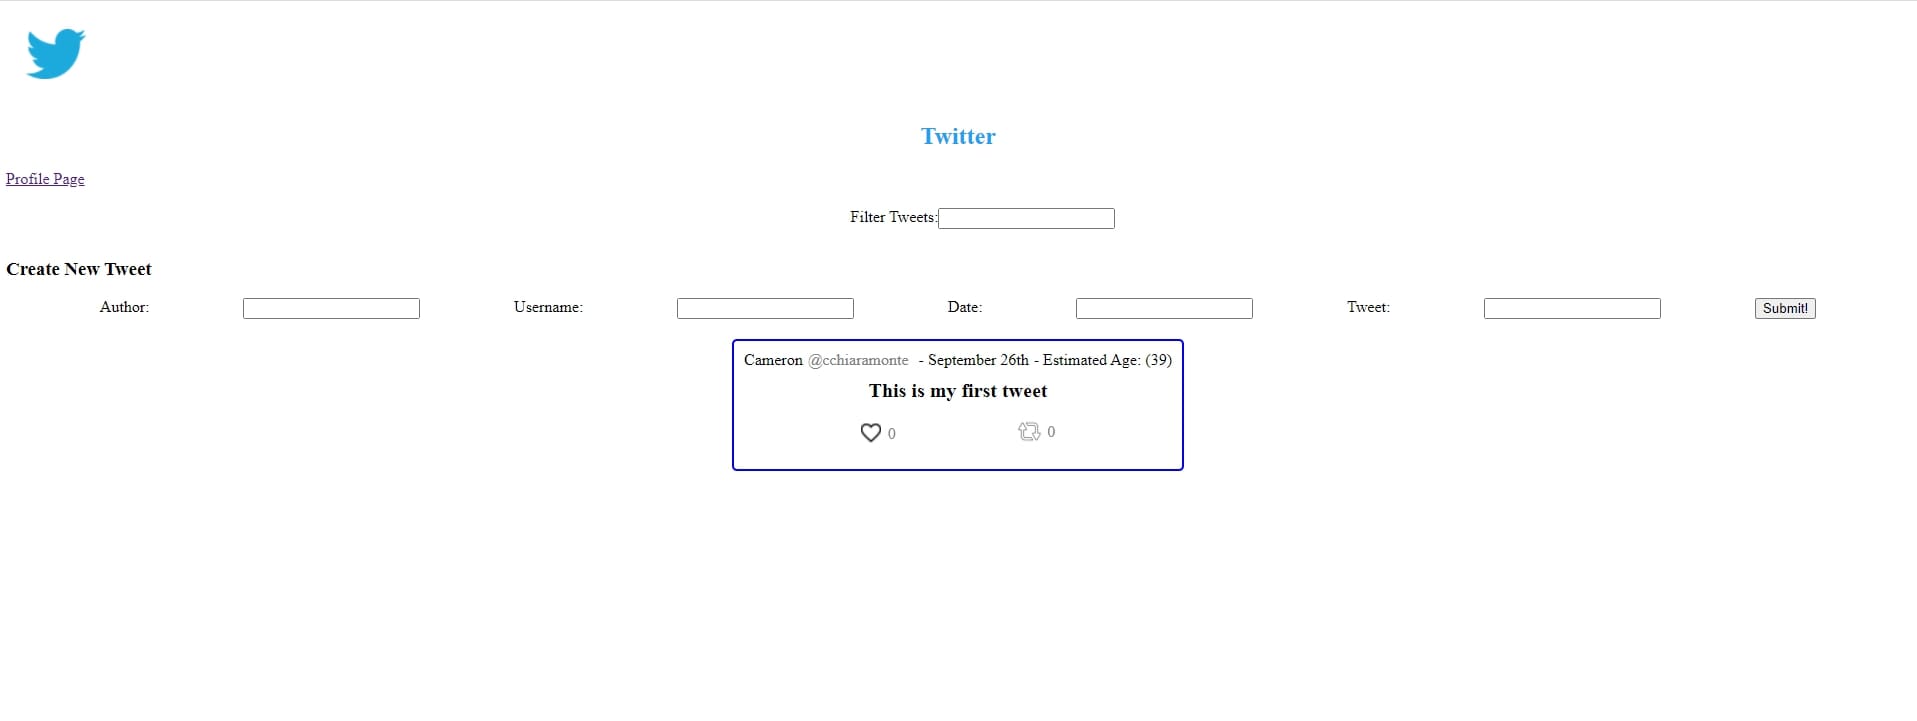 Twitter
Profile Page
Filter Tweets:
Create New Tweet
Author: Username: Date: Tweet: Submit!
Cameron @cchiaramonte - September 26th - Estimated Age: (39)
This is my first tweet
0 0